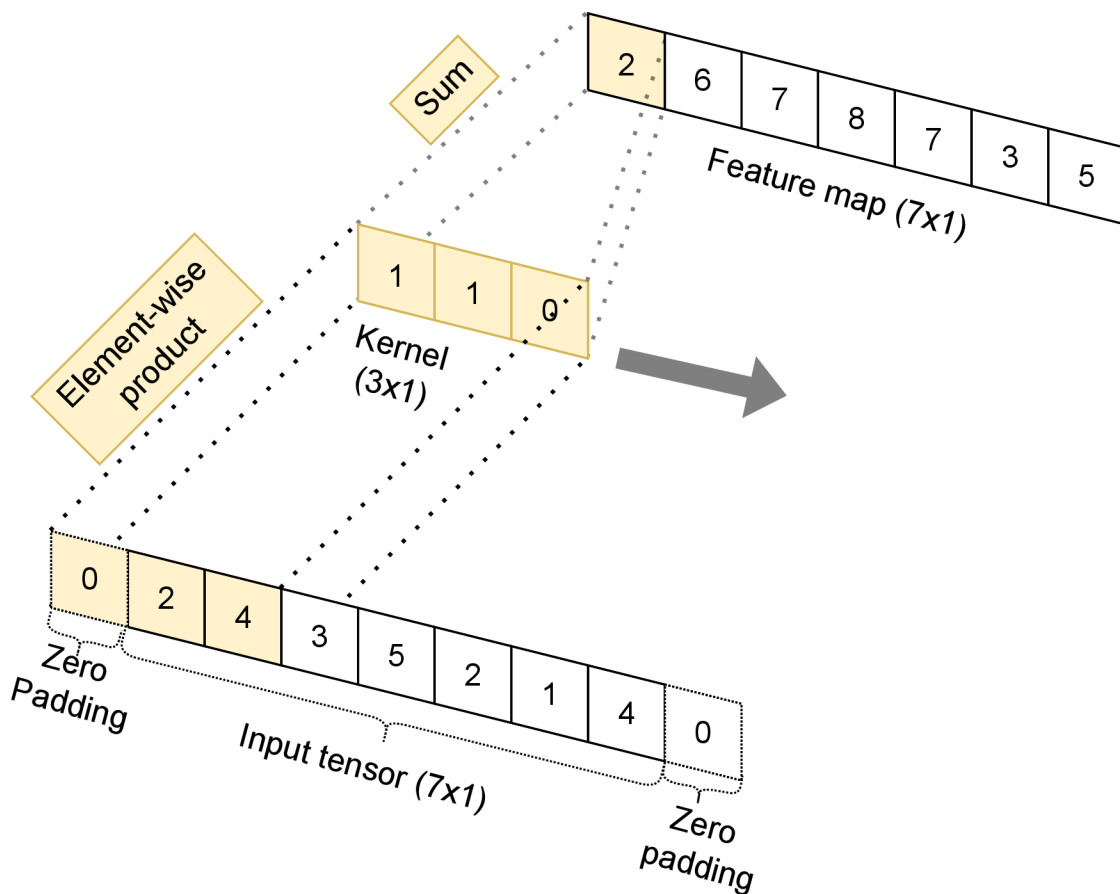 Sum
2 6 7 8 7 3 5
Feature map (7x1)
Element-wise
product
1 1 0
Kernel
(3x1)
0 2 4 3 5 2 1 4 0
Zero
Padding
Input tensor (7x1)
Zero
padding